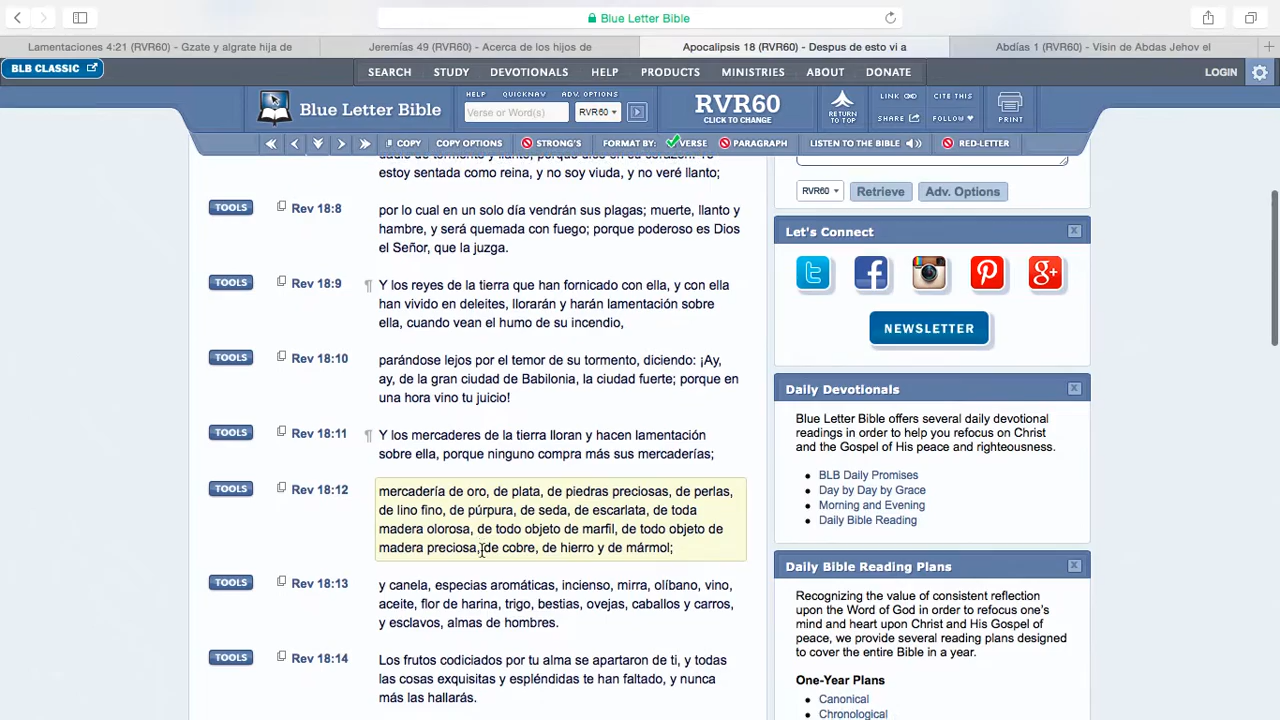 Blue Letter Bible
Lamentaciones 4:21 (RVR60) - Gzate y algrate hija de
Jeremías 49 (RVR60) - Acerca de los hijos de
Apocalipsis 18 (RVR60) - Despus de esto vi a
Abdías 1 (RVR60) - Visin de Abdas Jehov el
BLB CLASSIC
SEARCH STUDY DEVOTIONALS HELP PRODUCTS MINISTRIES ABOUT DONATE
LOGIN
Blue Letter Bible
HELP QUICKNAV ADV. OPTIONS
Verse or Word(s) RVR60
RVR60
CLICK TO CHANGE
RETURN
TO TOP
LINK CITE THIS
SHARE FOLLOW
PRINT
COPY COPY OPTIONS STRONG'S FORMAT BY: VERSE PARAGRAPH LISTEN TO THE BIBLE RED-LETTER
estoy sentada como reina, y no soy viuda, y no veré llanto;
TOOLS Rev 18:8
por lo cual en un solo día vendrán sus plagas; muerte, llanto y
hambre, y será quemada con fuego; porque poderoso es Dios
el Señor, que la juzga.
TOOLS Rev 18:9
¶ Y los reyes de la tierra que han fornicado con ella, y con ella
han vivido en deleites, llorarán y harán lamentación sobre
ella, cuando vean el humo de su incendio,
TOOLS Rev 18:10
parándose lejos por el temor de su tormento, diciendo: ¡Ay,
ay, de la gran ciudad de Babilonia, la ciudad fuerte; porque en
una hora vino tu juicio!
TOOLS Rev 18:11
¶ Y los mercaderes de la tierra lloran y hacen lamentación
sobre ella, porque ninguno compra más sus mercaderías;
TOOLS Rev 18:12
mercadería de oro, de plata, de piedras preciosas, de perlas,
de lino fino, de púrpura, de seda, de escarlata, de toda
madera olorosa, de todo objeto de marfil, de todo objeto de
madera preciosa, de cobre, de hierro y de mármol;
TOOLS Rev 18:13
y canela, especias aromáticas, incienso, mirra, olíbano, vino,
aceite, flor de harina, trigo, bestias, ovejas, caballos y carros,
y esclavos, almas de hombres.
TOOLS Rev 18:14
Los frutos codiciados por tu alma se apartaron de ti, y todas
las cosas exquisitas y espléndidas te han faltado, y nunca
más las hallarás.
RVR60 Retrieve Adv. Options
Let's Connect
NEWSLETTER
Daily Devotionals
Blue Letter Bible offers several daily devotional
readings in order to help you refocus on Christ
and the Gospel of His peace and righteousness.
BLB Daily Promises
Day by Day by Grace
Morning and Evening
Daily Bible Reading
Daily Bible Reading Plans
Recognizing the value of consistent reflection
upon the Word of God in order to refocus one's
mind and heart upon Christ and His Gospel of
peace, we provide several reading plans designed
to cover the entire Bible in a year.
One-Year Plans
Canonical
Chronological